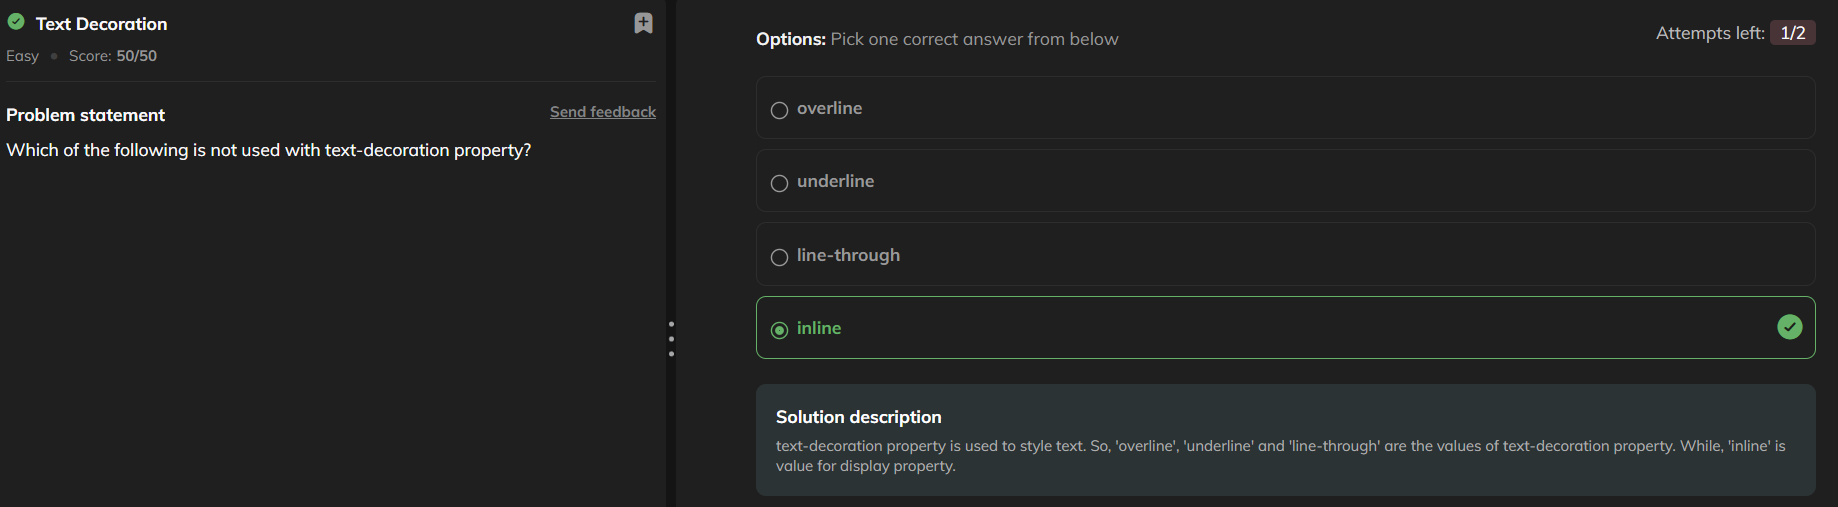 Text Decoration
Easy • Score: 50/50
Problem statement
Send feedback
Which of the following is not used with text-decoration property?
Options: Pick one correct answer from below
Attempts left: 1/2
overline
underline
line-through
inline
Solution description
text-decoration property is used to style text. So, 'overline', 'underline' and 'line-through' are the values of text-decoration property. While, 'inline' is
value for display property.